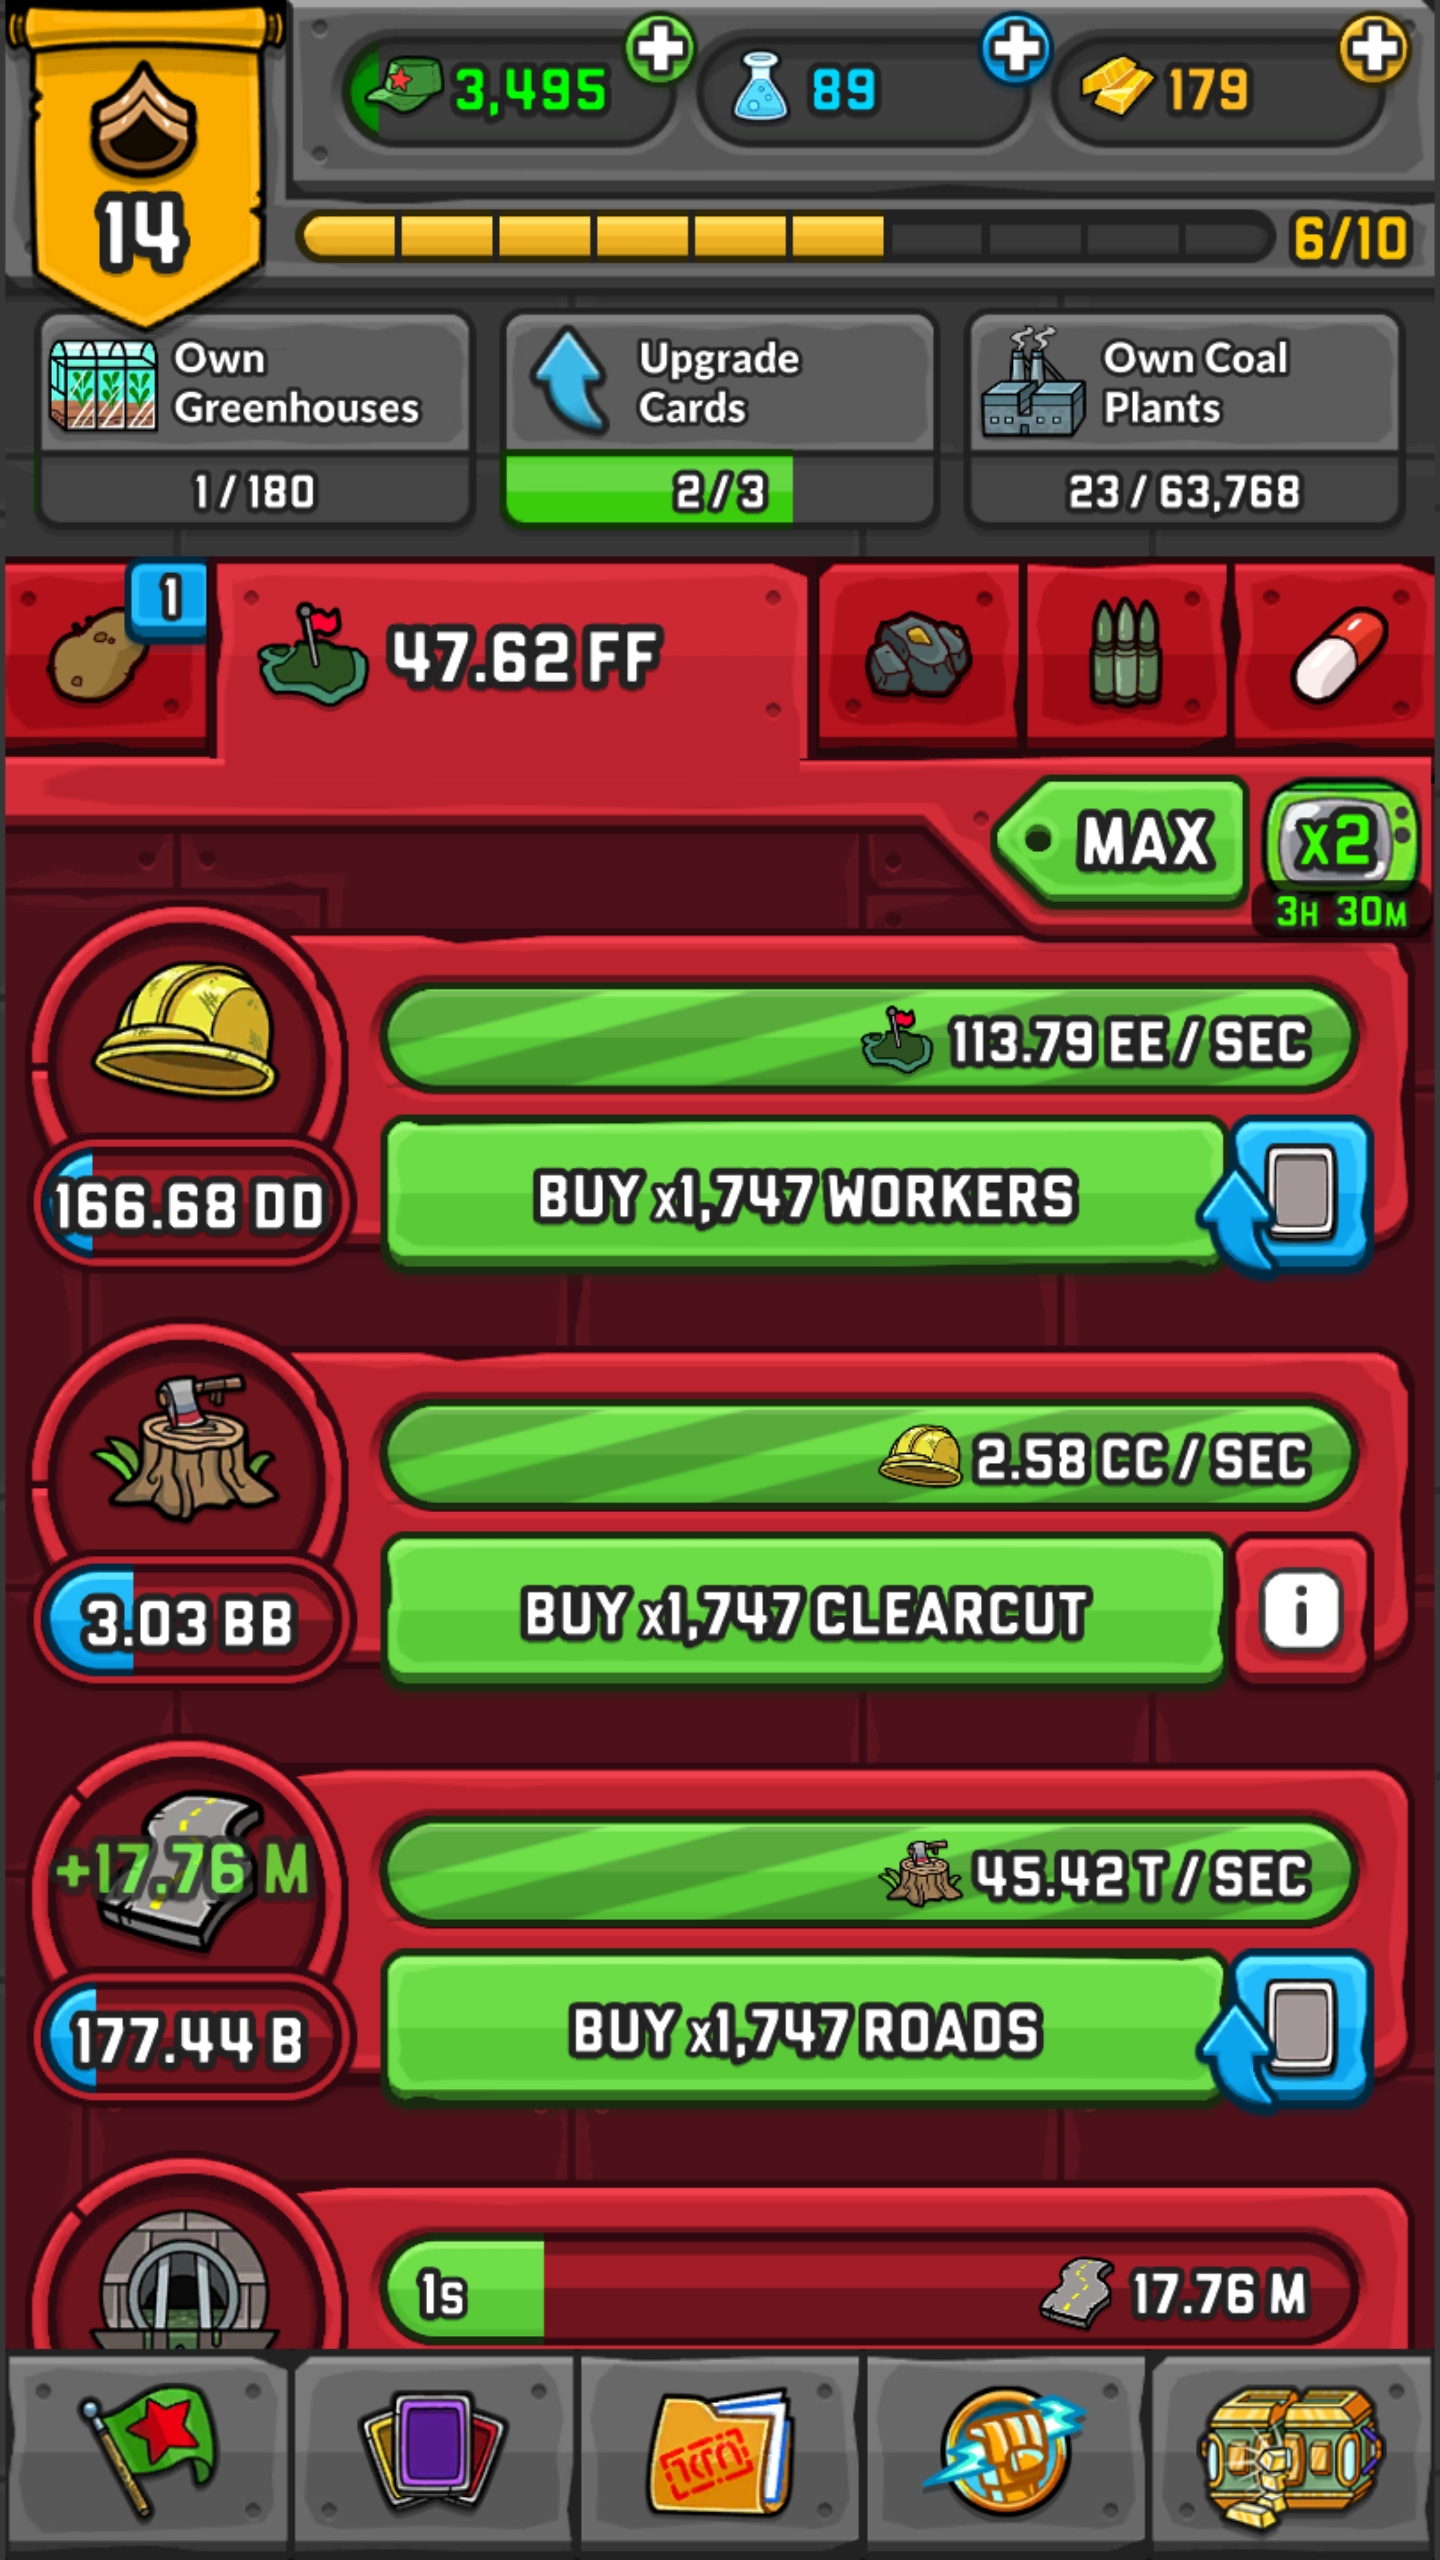 3,495
89
179
14
6/10
Own
Greenhouses
1/180
Upgrade
Cards
2/3
Own Coal
Plants
23/63,768
1
47.62 FF
MAX
x2
3H 30M
113.79 EE / SEC
166.68 DD
BUY x1,747 WORKERS
2.58 CC / SEC
3.03 BB
BUY x1,747 CLEARCUT
i
+17.76 M
45.42 T / SEC
177.44 B
BUY x1,747 ROADS
1s
17.76 M